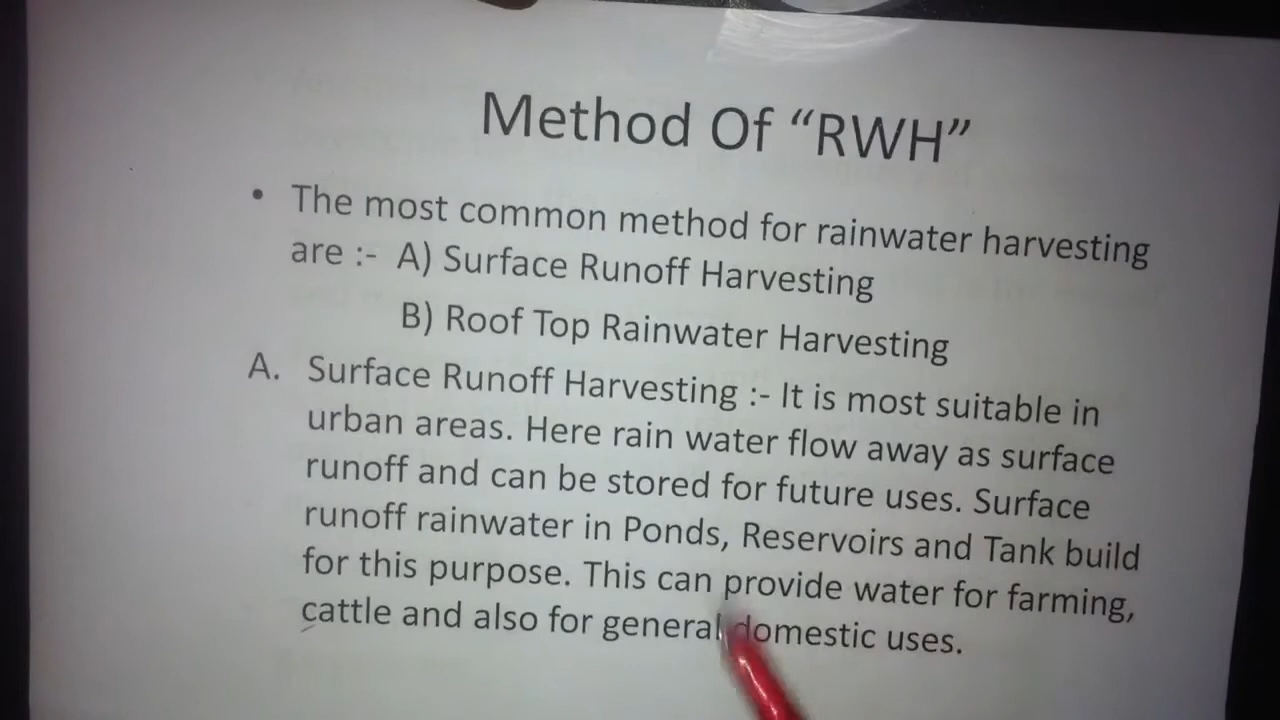 Method Of “RWH”
• The most common method for rainwater harvesting
are :- A) Surface Runoff Harvesting
B) Roof Top Rainwater Harvesting
A. Surface Runoff Harvesting :- It is most suitable in
urban areas. Here rain water flow away as surface
runoff and can be stored for future uses. Surface
runoff rainwater in Ponds, Reservoirs and Tank build
for this purpose. This can provide water for farming,
cattle and also for general domestic uses.